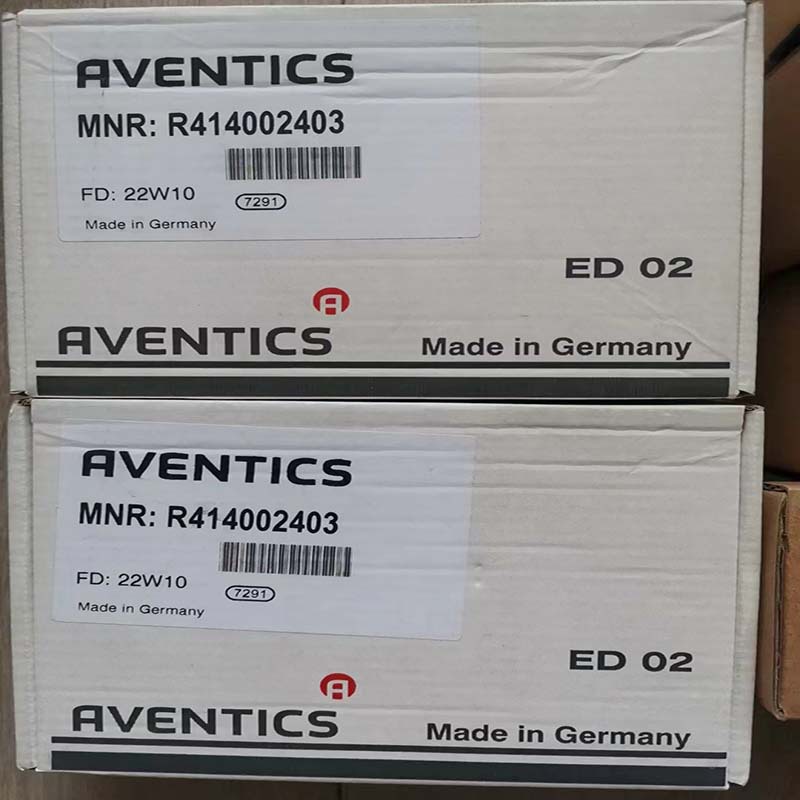 AVENTICS
MNR: R414002403
FD: 22W10
7291
Made in Germany
ED 02
AVENTICS
Made in Germany
AVENTICS
MNR: R414002403
FD: 22W10
7291
Made in Germany
ED 02
AVENTICS
Made in Germany